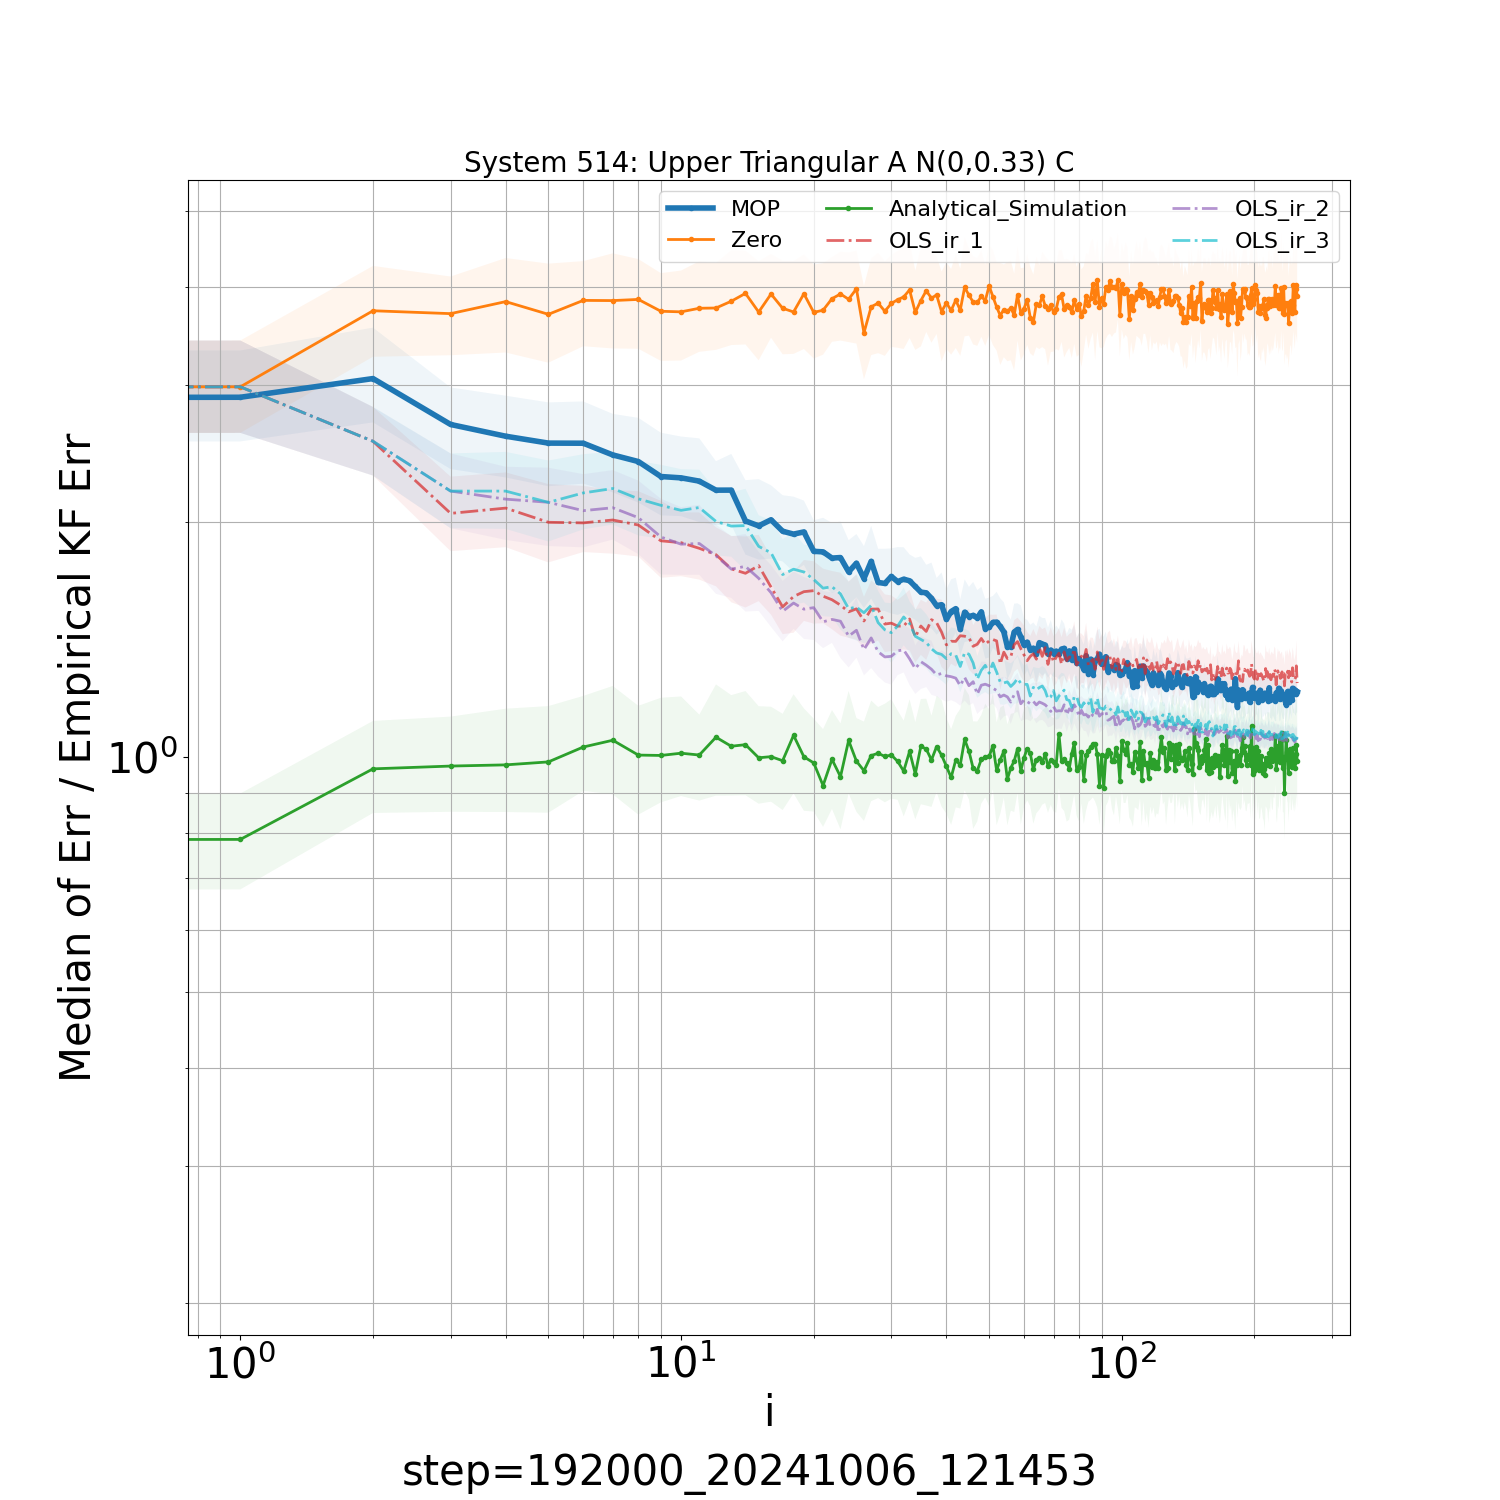 System 514: Upper Triangular A N(0,0.33) C
MOP
Zero
Analytical_Simulation
OLS_ir_1
OLS_ir_2
OLS_ir_3
Median of Err / Empirical KF Err
10⁰
10⁰
10¹
10²
i
step=192000_20241006_121453